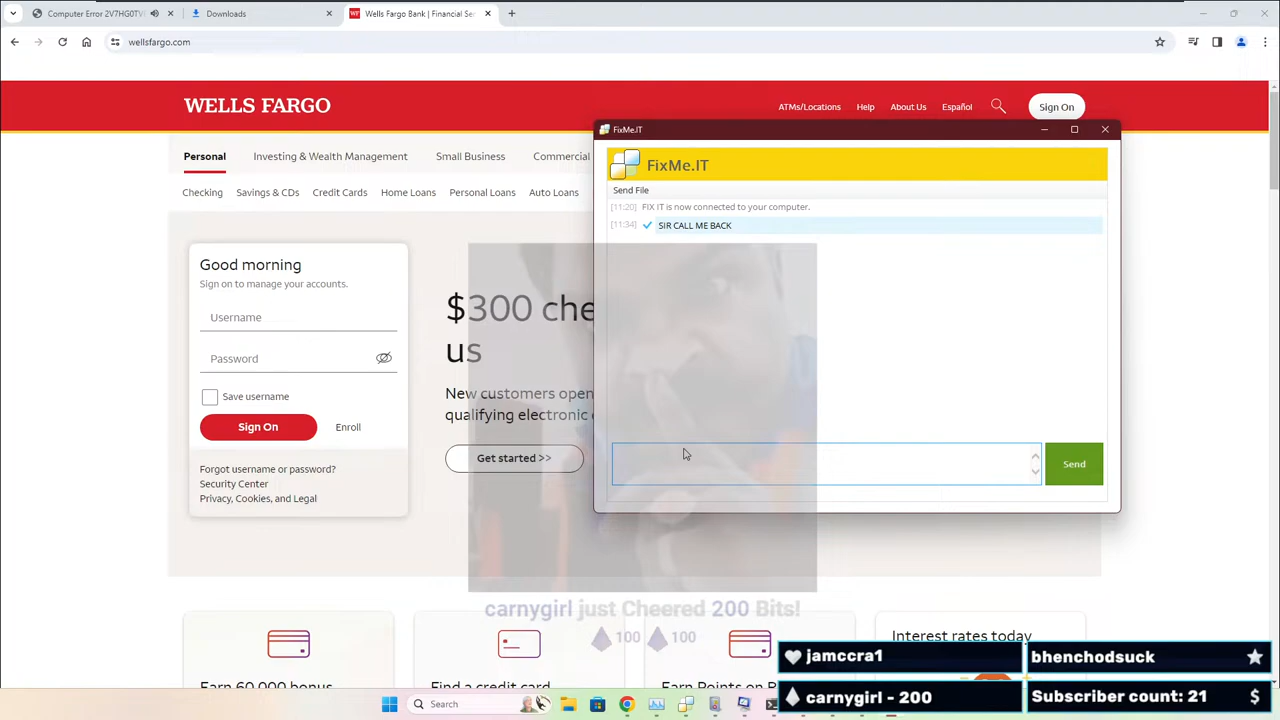 Computer Error 2V7HG0TVI
Downloads
Wells Fargo Bank | Financial Se
wellsfargo.com
WELLS FARGO
ATMs/Locations
Help
About Us
Español
Sign On
Personal
Investing & Wealth Management
Small Business
Commercial
Checking
Savings & CDs
Credit Cards
Home Loans
Personal Loans
Auto Loans
FixMe.IT
FixMe.IT
Send File
[11:20] FIX IT is now connected to your computer.
[11:34] SIR CALL ME BACK
Send
Good morning
Sign on to manage your accounts.
Username
Password
Save username
Sign On
Enroll
Forgot username or password?
Security Center
Privacy, Cookies, and Legal
$300 che
us
New customers open
qualifying electronic
Get started >>
carnygirl just Cheered 200 Bits!
100 100
Interest rates today
Earn 60,000 bonus
Find a credit card
jamccra1
bhenchodsuck
carnygirl - 200
Subscriber count: 21
$
Search